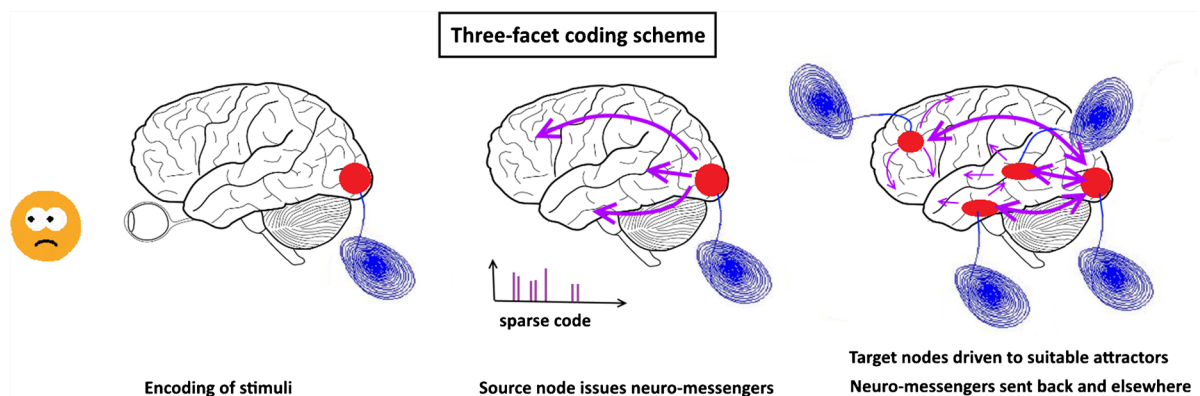 Three-facet coding scheme
sparse code
Encoding of stimuli
Source node issues neuro-messengers
Target nodes driven to suitable attractors
Neuro-messengers sent back and elsewhere